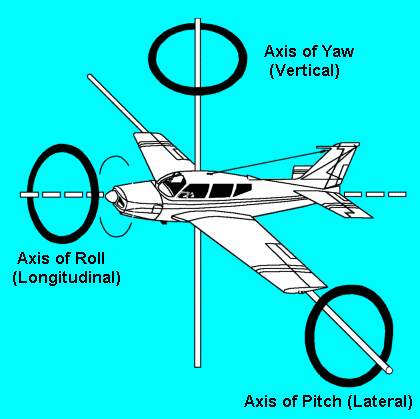 Axis of Yaw
(Vertical)
Axis of Roll
(Longitudinal)
Axis of Pitch (Lateral)